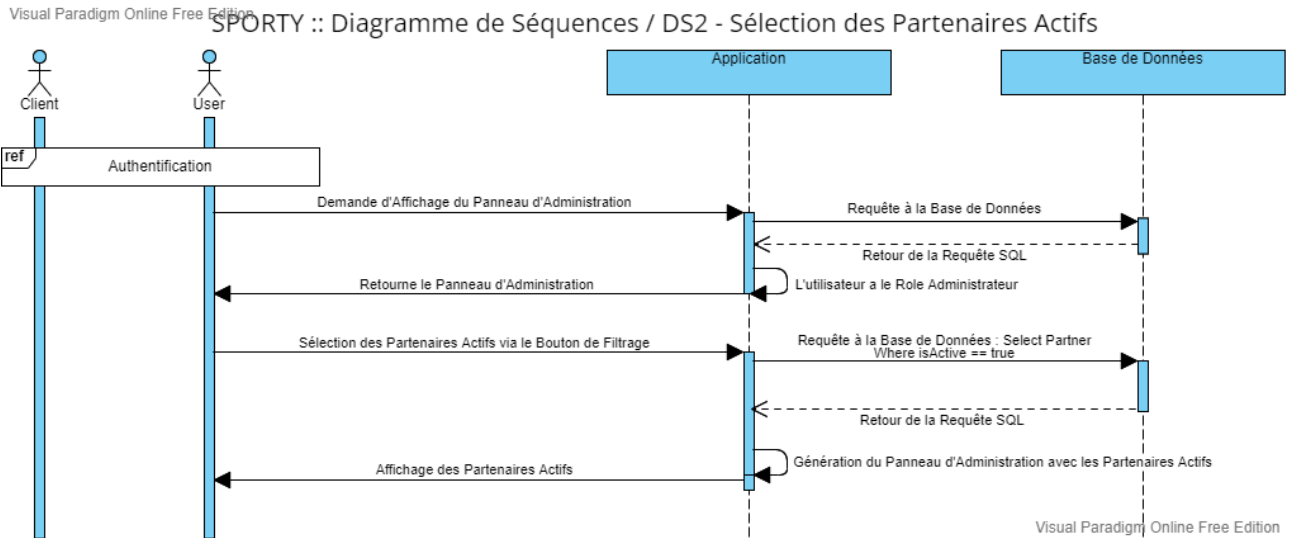 Visual Paradigm Online Free Edition
SPORTY :: Diagramme de Séquences / DS2 - Sélection des Partenaires Actifs
Client
User
Application
Base de Données
ref
Authentification
Demande d'Affichage du Panneau d'Administration
Requête à la Base de Données
Retour de la Requête SQL
Retourne le Panneau d'Administration
L'utilisateur a le Role Administrateur
Sélection des Partenaires Actifs via le Bouton de Filtrage
Requête à la Base de Données : Select Partner
Where isActive == true
Retour de la Requête SQL
Génération du Panneau d'Administration avec les Partenaires Actifs
Affichage des Partenaires Actifs
Visual Paradigm Online Free Edition